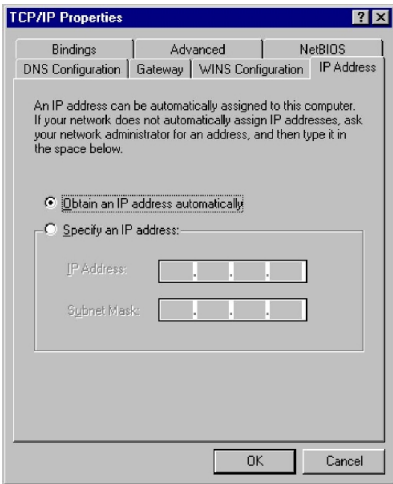 TCP/IP Properties
Bindings Advanced NetBIOS
DNS Configuration Gateway WINS Configuration IP Address
An IP address can be automatically assigned to this computer.
If your network does not automatically assign IP addresses, ask
your network administrator for an address, and then type it in
the space below.
Obtain an IP address automatically
Specify an IP address:
IP Address:
Subnet Mask:
OK Cancel